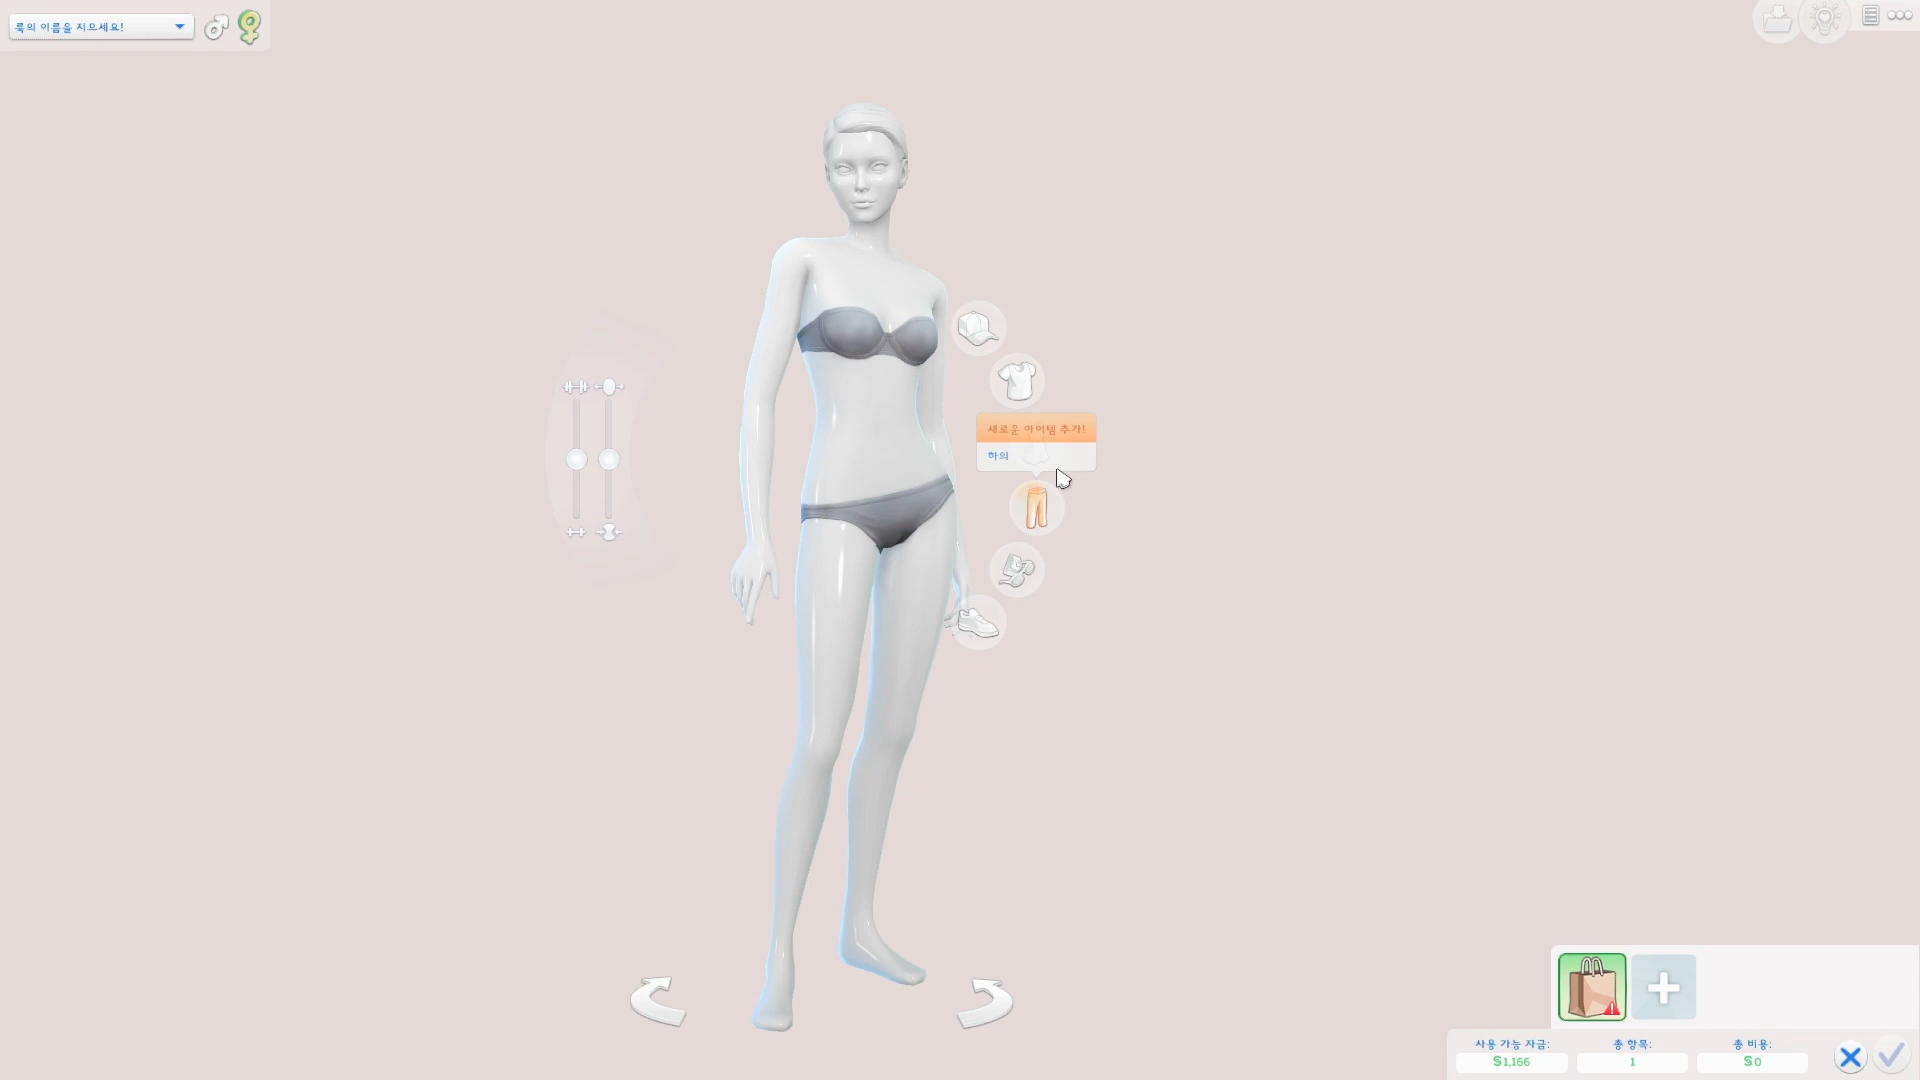 룩의 이름을 지으세요!
새로운 아이템 추가!
하의
사용 가능 자금:
§1,166
총 항목:
1
총 비용:
§0